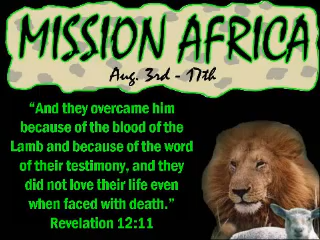 MISSION AFRICA
Aug. 3rd - 17th
“And they overcame him
because of the blood of the
Lamb and because of the word
of their testimony, and they
did not love their life even
when faced with death.”
Revelation 12:11